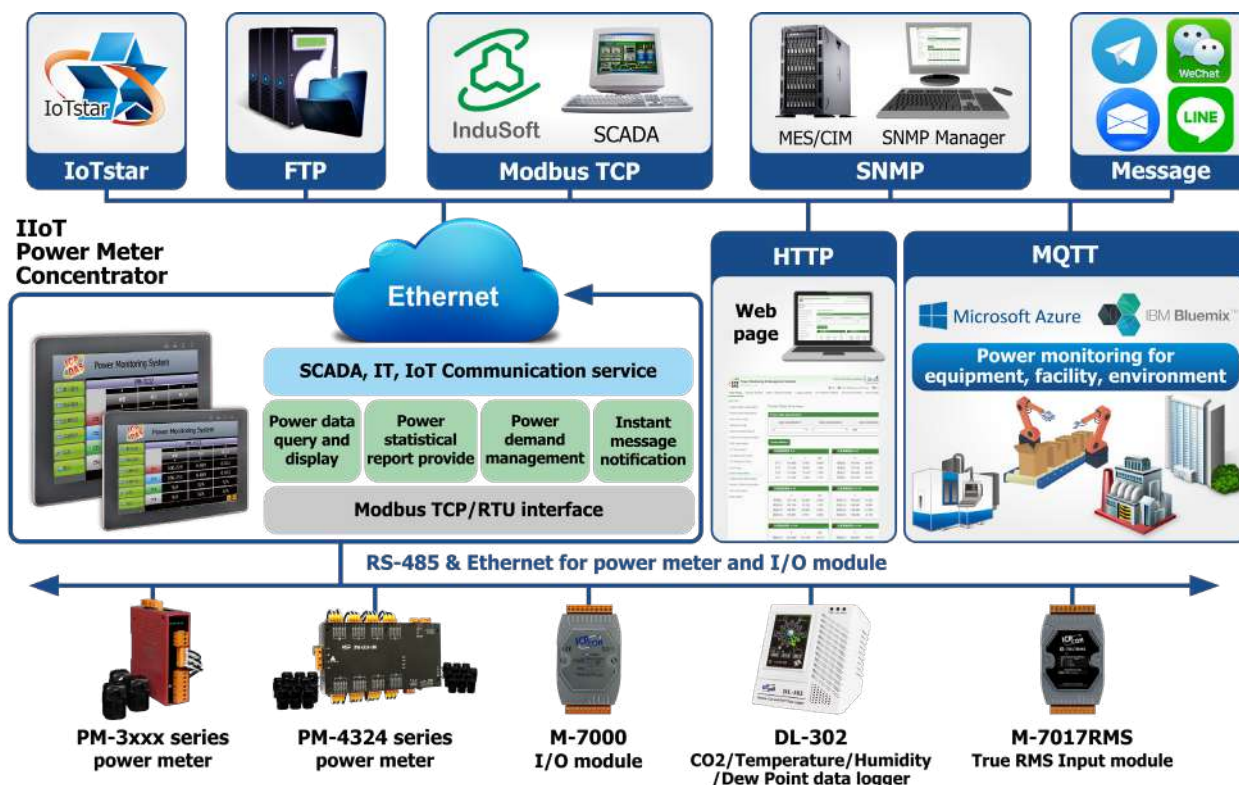 IoTstar
IoTstar
FTP
InduSoft
SCADA
Modbus TCP
MES/CIM
SNMP Manager
SNMP
WeChat
LINE
Message
IIoT
Power Meter
Concentrator
Ethernet
Power Monitoring System
Power Monitoring System
SCADA, IT, IoT Communication service
Power data
query and
display
Power
statistical
report provide
Power
demand
management
Instant
message
notification
Modbus TCP/RTU interface
HTTP
Web
page
MQTT
Microsoft Azure
IBM Bluemix™
Power monitoring for
equipment, facility, environment
RS-485 & Ethernet for power meter and I/O module
PM-3xxx series
power meter
PM-4324 series
power meter
M-7000
I/O module
DL-302
CO2/Temperature/Humidity
/Dew Point data logger
M-7017RMS
True RMS Input module